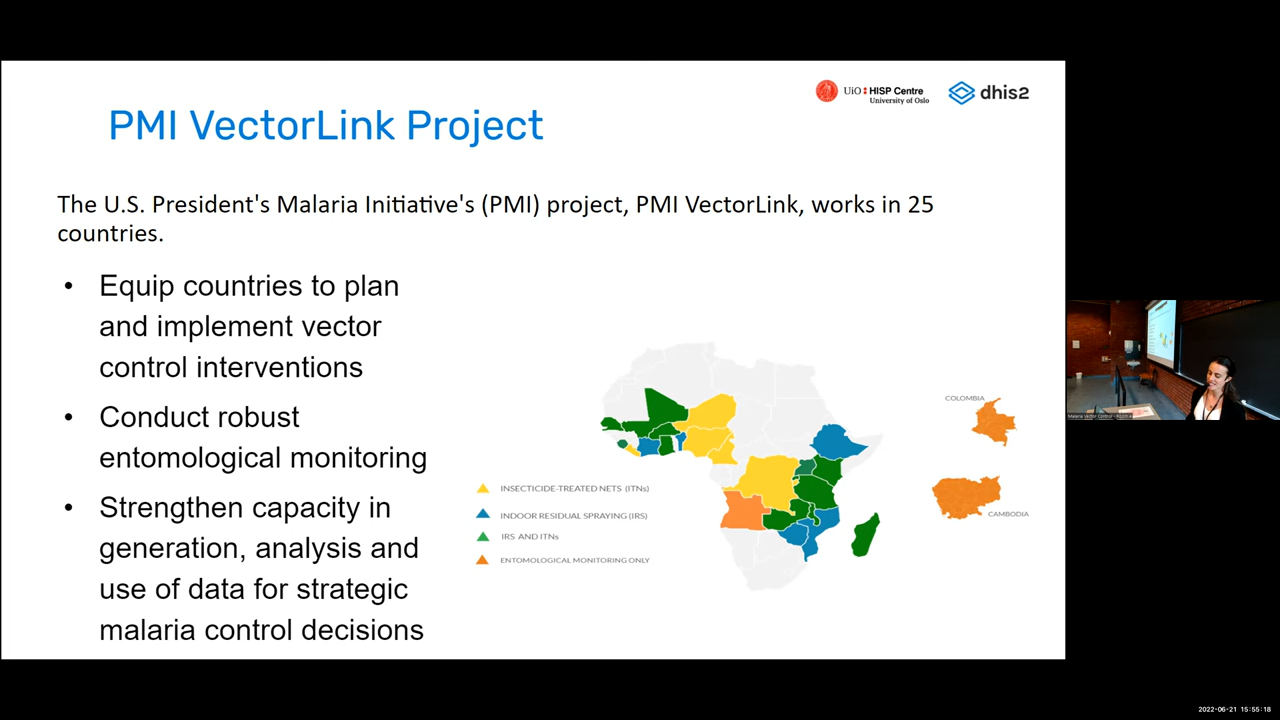 UiO HISP Centre
University of Oslo
dhis2
PMI VectorLink Project
The U.S. President's Malaria Initiative's (PMI) project, PMI VectorLink, works in 25
countries.
• Equip countries to plan
and implement vector
control interventions
• Conduct robust
entomological monitoring
• Strengthen capacity in
generation, analysis and
use of data for strategic
malaria control decisions
INSECTICIDE-TREATED NETS (ITNs)
INDOOR RESIDUAL SPRAYING (IRS)
IRS AND ITNs
ENTOMOLOGICAL MONITORING ONLY
COLOMBIA
CAMBODIA
Malaria Vector Control -
2022-06-21 15:55:18